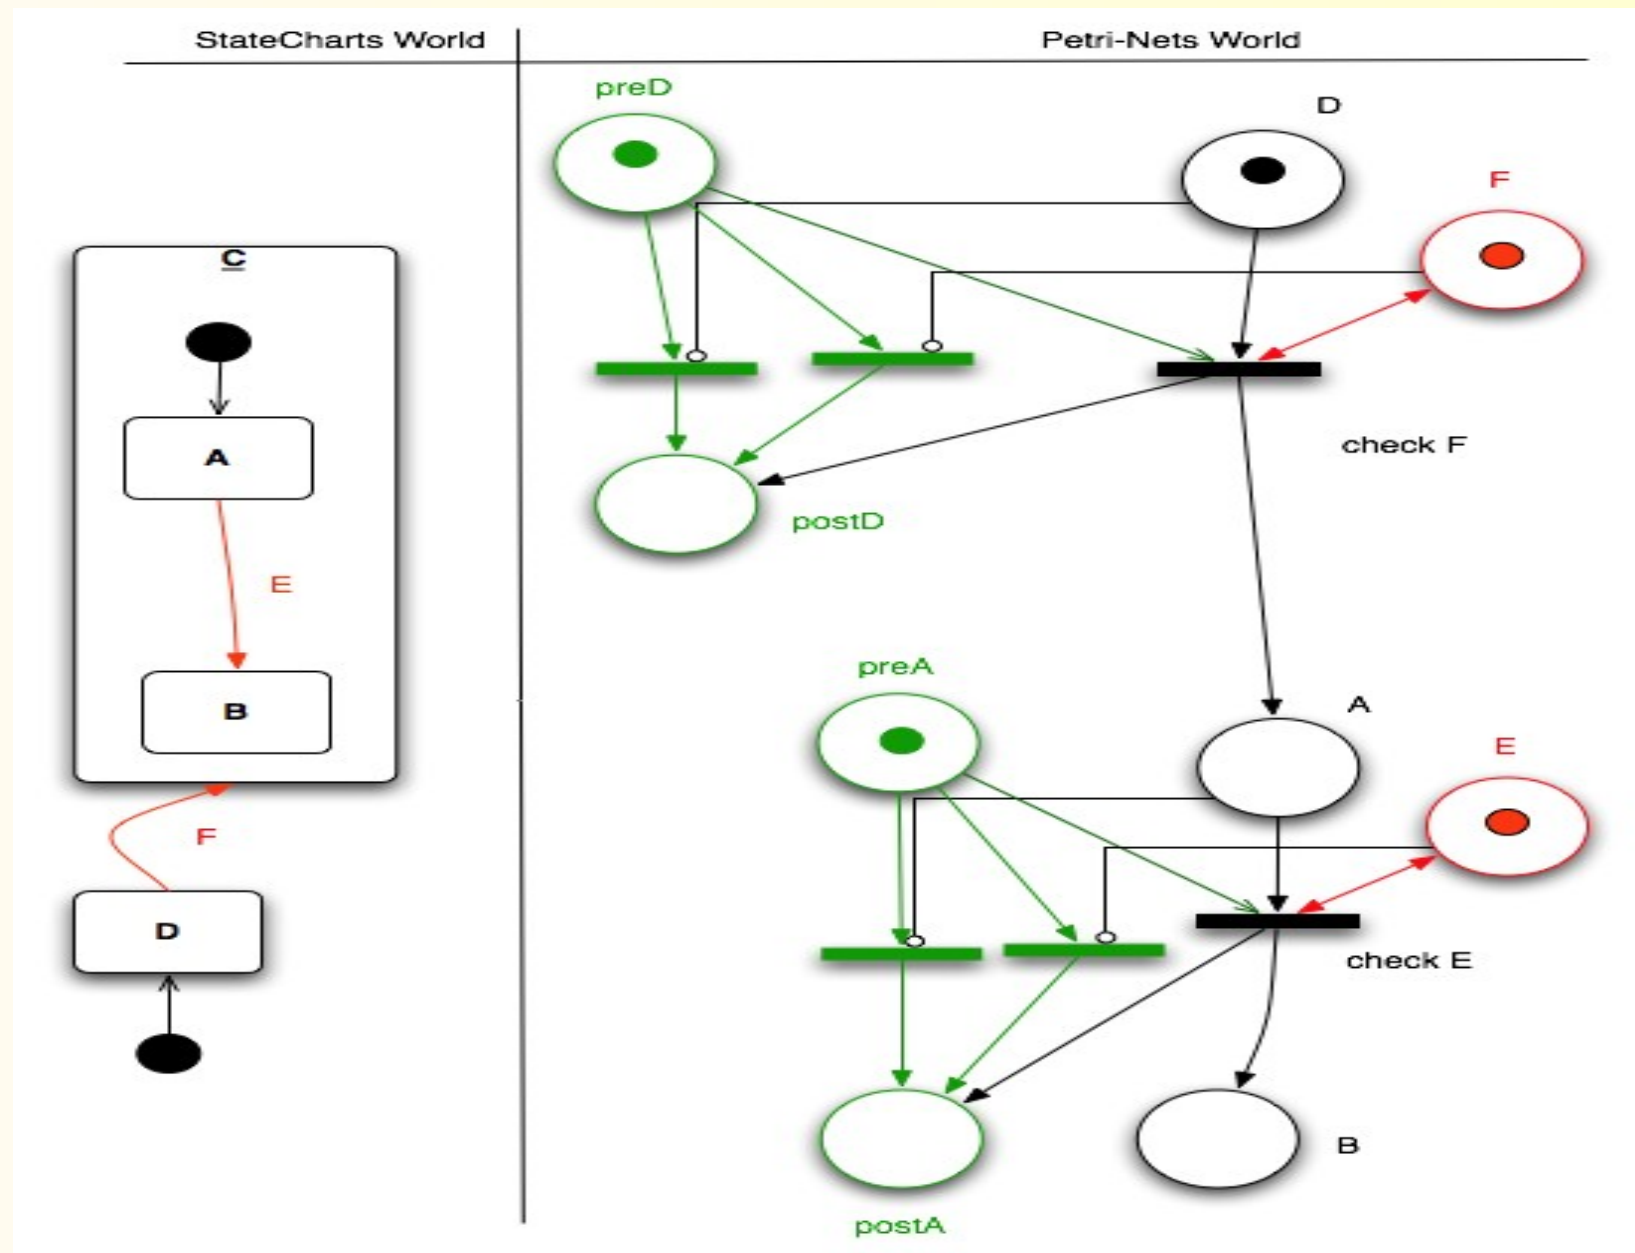 StateCharts World
Petri-Nets World
preD
D
F
C
A
E
B
F
D
check F
postD
preA
A
E
check E
B
postA